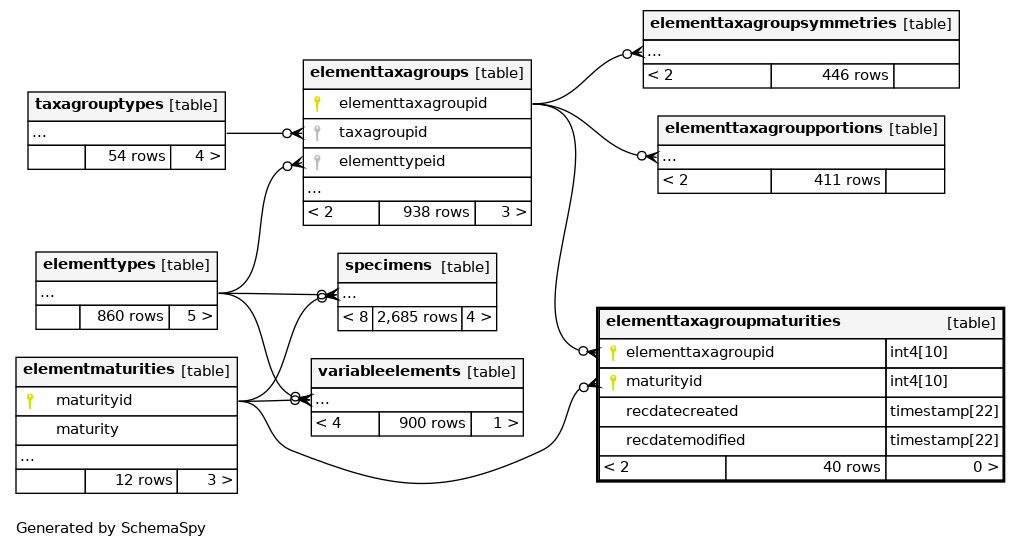 elementtaxagroupsymmetries [table]
...
< 2 446 rows
elementtaxagroups [table]
elementtaxagroupid
taxagroupid
elementtypeid
...
< 2 938 rows 3 >
taxagrouptypes [table]
...
54 rows 4 >
elementtaxagroupportions [table]
...
< 2 411 rows
elementtypes [table]
...
860 rows 5 >
specimens [table]
...
< 8 2,685 rows 4 >
elementtaxagroupmaturities [table]
elementtaxagroupid int4[10]
maturityid int4[10]
recdatecreated timestamp[22]
recdatemodified timestamp[22]
< 2 40 rows 0 >
elementmaturities [table]
maturityid
maturity
...
12 rows 3 >
variableelements [table]
...
< 4 900 rows 1 >
Generated by SchemaSpy